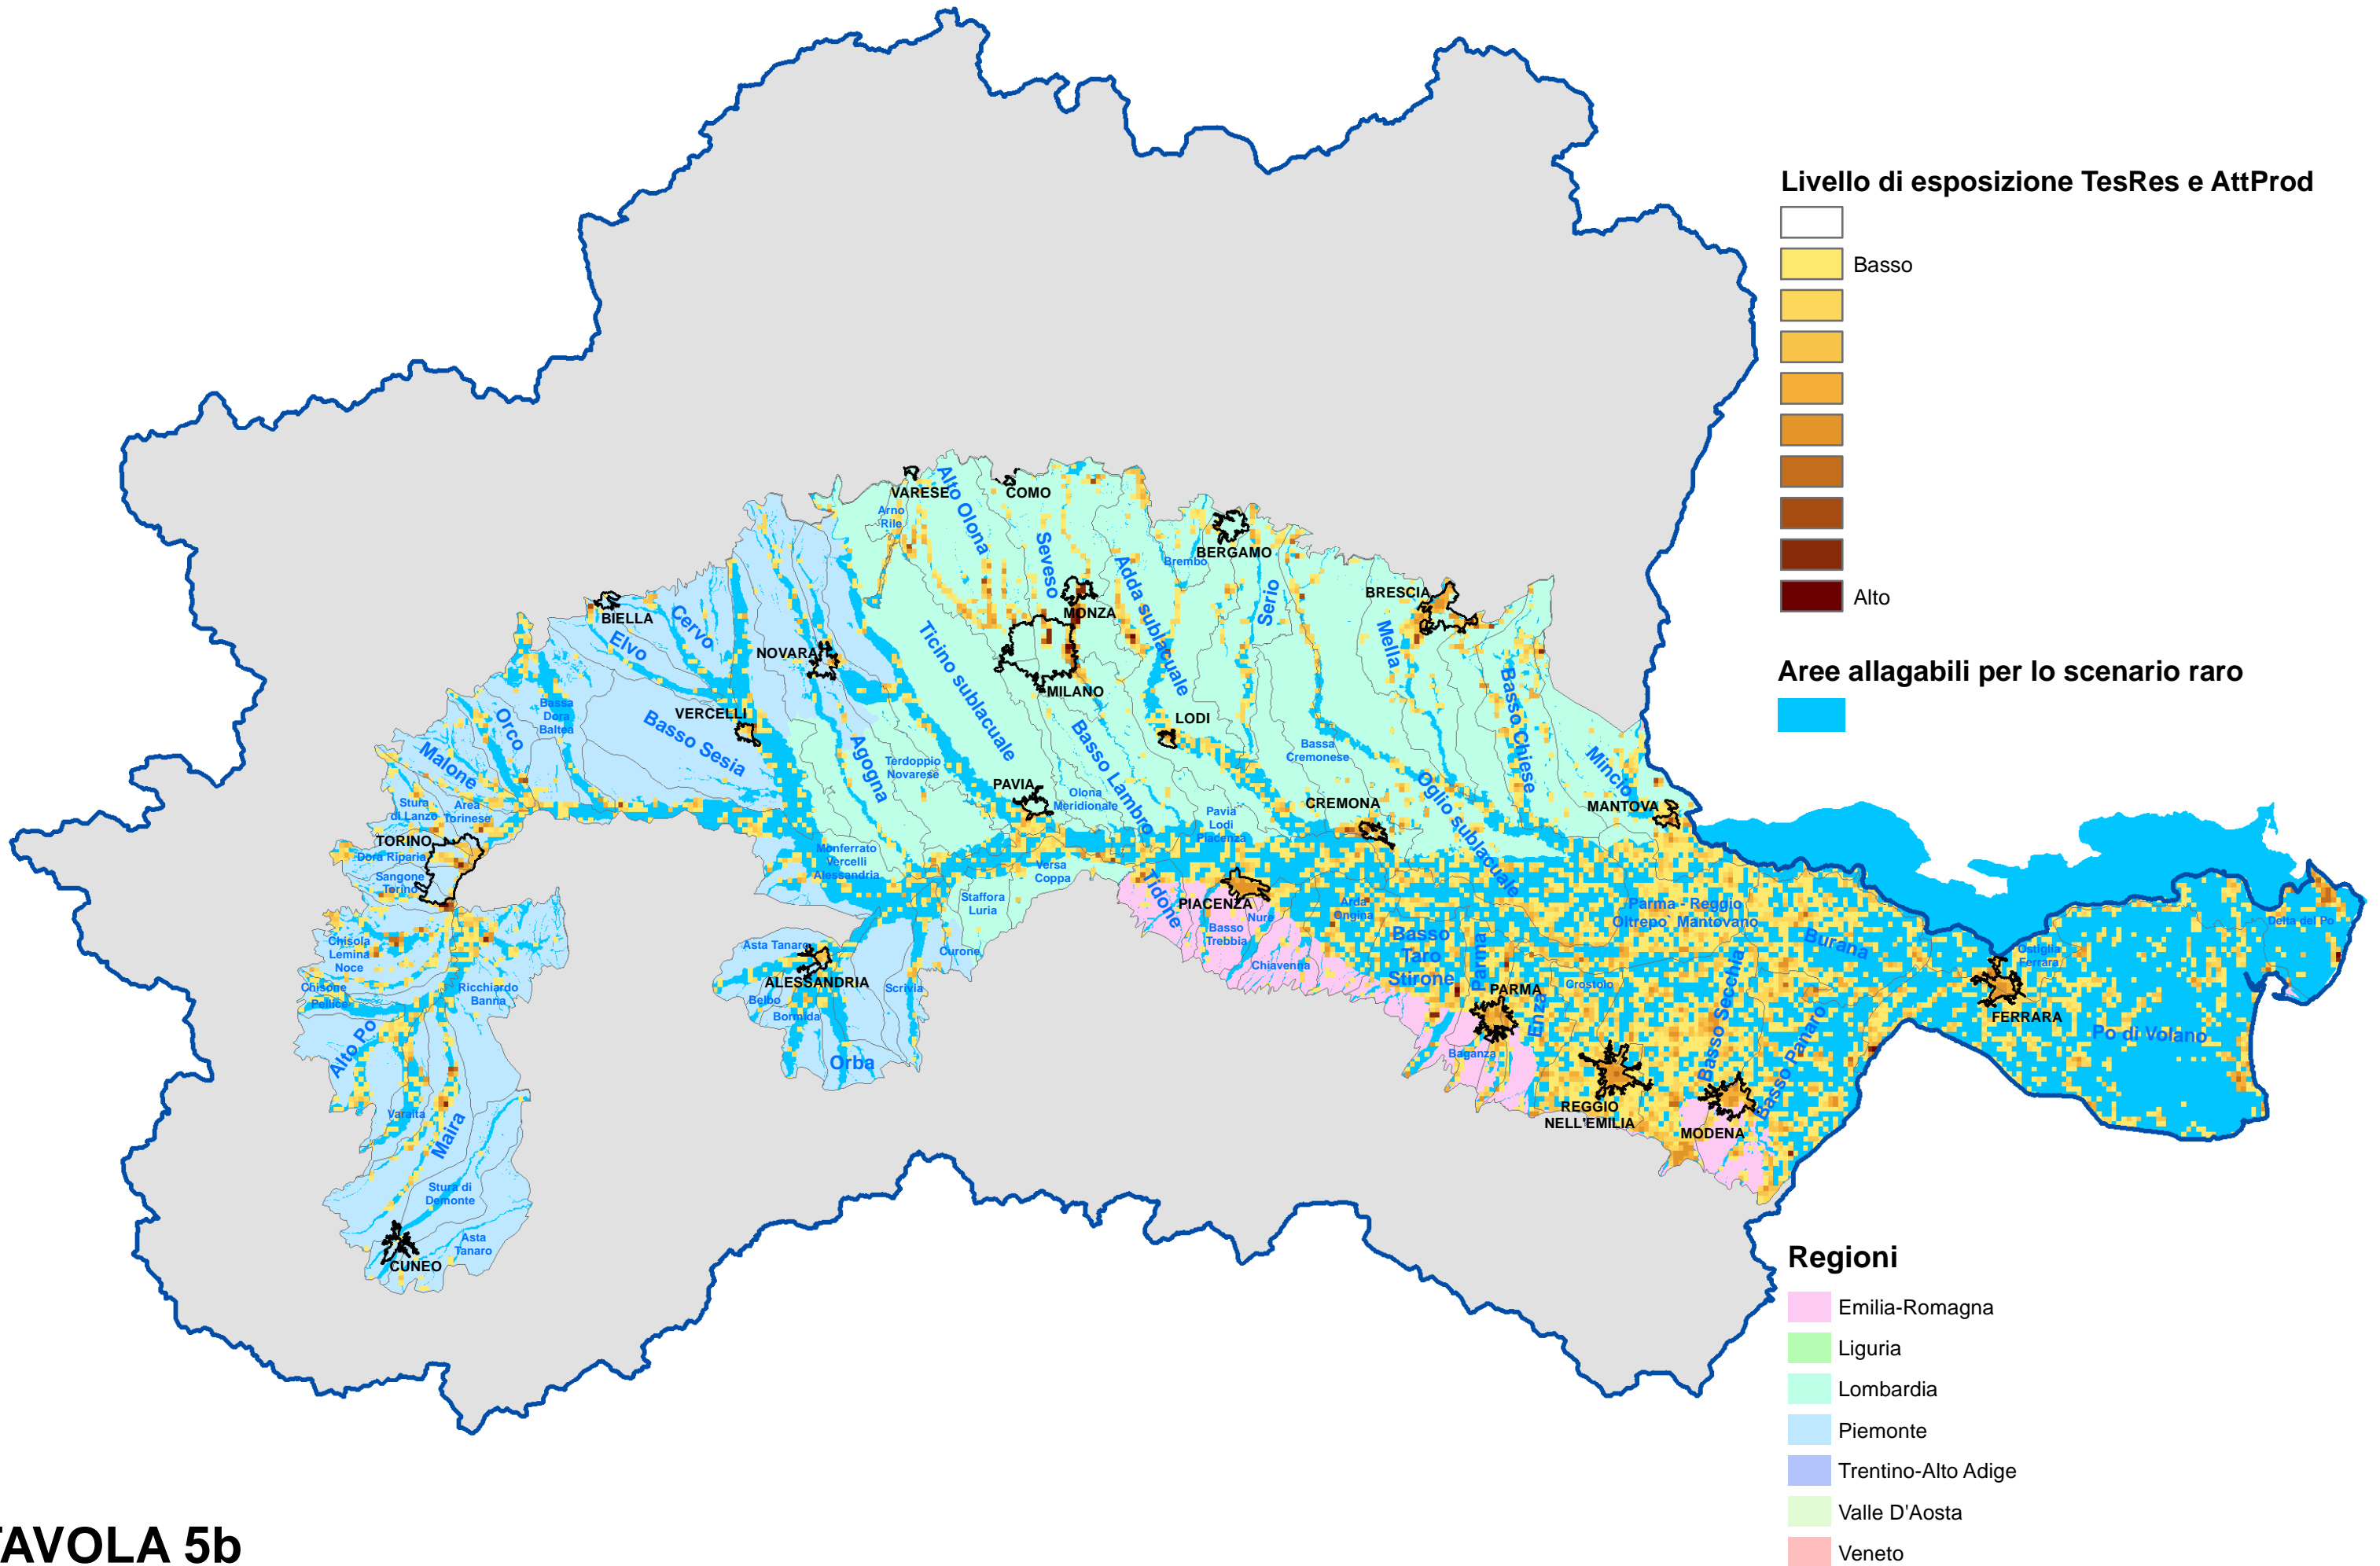 Livello di esposizione TesRes e AttProd
Basso
Alto
Aree allagabili per lo scenario raro
VARESE
COMO
Alto Olona
Arno
Rile
Seveso
BERGAMO
Brembo
Adda sublacuale
Serio
MONZA
BRESCIA
Mella
BIELLA
Cervo
Elvo
NOVARA
Ticino sublacuale
MILANO
Basso Chiese
VERCELLI
Basso Sesia
Bassa
Dora
Baltea
Orco
Malone
Agogna
Terdoppio
Novarese
LODI
Basso Lambro
Bassa
Cremonese
Mincio
PAVIA
Olona
Meridionale
Pavia
Lodi
Piacenza
CREMONA
Oglio sublacuale
MANTOVA
Stura
di Lanzo
Area
Torinese
TORINO
Dora Riparia
Sangone
Torino
Monferrato
Vercelli
Alessandria
Versa
Coppa
Staffora
Luria
Tidone
PIACENZA
Nure
Basso
Trebbia
Arda
Ongina
Parma - Reggio
Oltrepo` Mantovano
Delta del Po
Chisola
Lemina
Noce
Asta Tanaro
Curone
Chiavenna
Basso
Taro
Stirone
Parma
Burana
Ostiglia
Ferrara
Chisone
Pellice
Ricchiardo
Banna
ALESSANDRIA
Belbo
Bormida
Scrivia
PARMA
Enza
Crostolo
Basso Secchia
Basso Panaro
FERRARA
Po di Volano
Alto Po
Orba
Baganza
Varaita
Maira
REGGIO
NELL'EMILIA
MODENA
Stura di
Demonte
Asta
Tanaro
CUNEO
Regioni
Emilia-Romagna
Liguria
Lombardia
Piemonte
Trentino-Alto Adige
Valle D'Aosta
Veneto
TAVOLA 5b